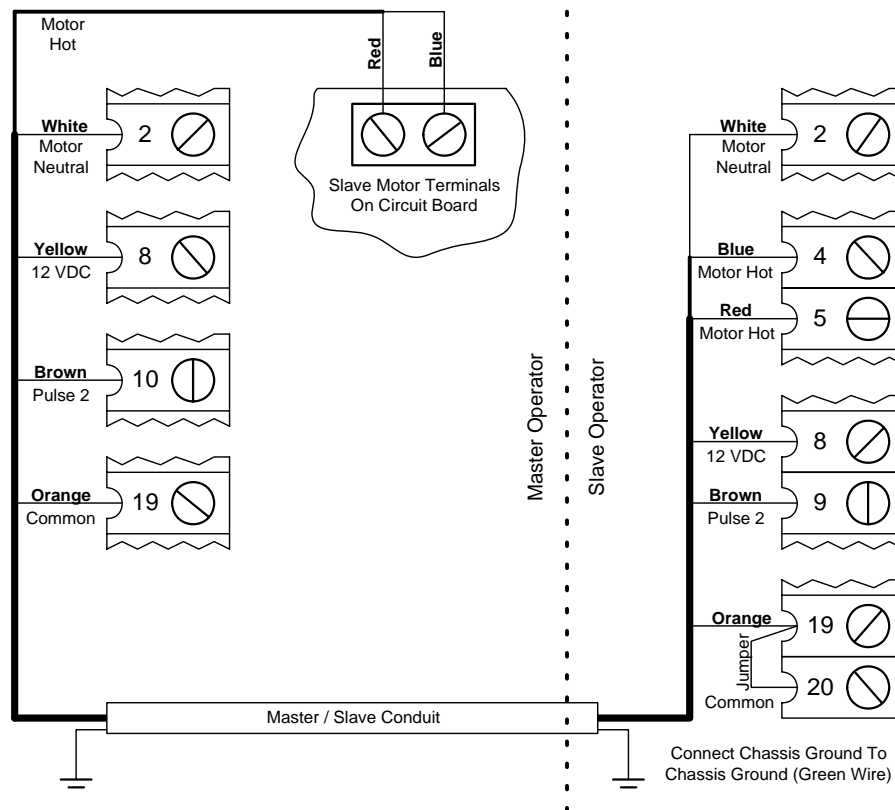 Motor
Hot
Red
Blue
White
Motor
Neutral
2
Slave Motor Terminals
On Circuit Board
Yellow
12 VDC
8
Brown
Pulse 2
10
Orange
Common
19
Master Operator
Slave Operator
White
Motor
Neutral
2
Blue
Motor Hot
4
Red
Motor Hot
5
Yellow
12 VDC
8
Brown
Pulse 2
9
Orange
19
Jumper
Common
20
Master / Slave Conduit
Connect Chassis Ground To
Chassis Ground (Green Wire)